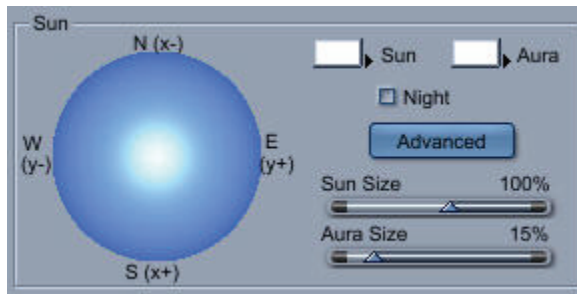 Sun
N (x-)
Sun
Aura
Night
W
(y-)
E
(y+)
Advanced
Sun Size 100%
Aura Size 15%
S (x+)